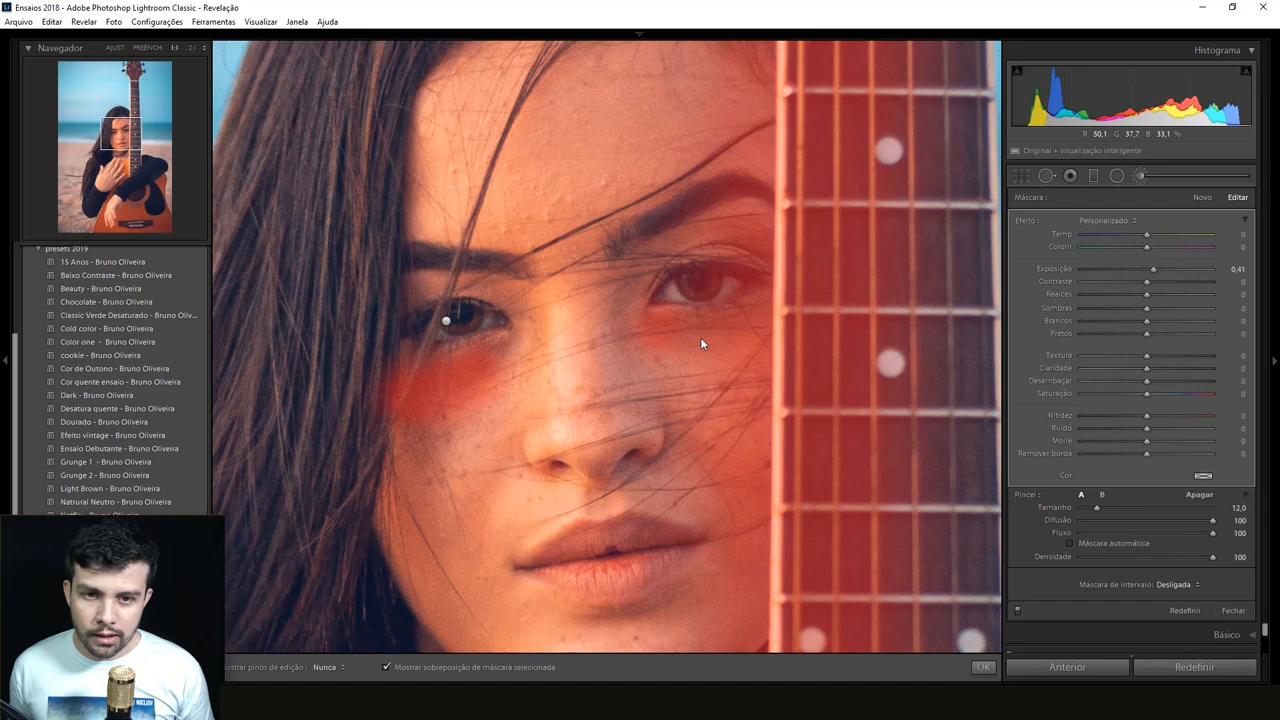 Ensaios 2018 - Adobe Photoshop Lightroom Classic - Revelação
Arquivo Editar Revelar Foto Configurações Ferramentas Visualizar Janela Ajuda
Navegador AJUST. PREENCH. 1:1 2:1
Histograma
R 50,1 G 37,7 B 33,1 %
Original + visualização inteligente
Máscara : Novo Editar
Efeito : Personalizado
Temp 0
Colorir 0
Exposição 0,41
Contraste 0
Realces 0
Sombras 0
Brancos 0
Pretos 0
Textura 0
Claridade 0
Desembaçar 0
Saturação 0
Nitidez 0
Ruído 0
Moiré 0
Remover borda 0
Cor
Pincel : A B Apagar
Tamanho 12,0
Difusão 100
Fluxo 100
Máscara automática
Densidade 100
Máscara de intervalo : Desligada
Redefinir Fechar
Básico
Anterior Redefinir
presets 2019
15 Anos - Bruno Oliveira
Baixo Contraste - Bruno Oliveira
Beauty - Bruno Oliveira
Chocolate - Bruno Oliveira
Classic Verde Desaturado - Bruno Oliv...
Cold color - Bruno Oliveira
Color one - Bruno Oliveira
cookie - Bruno Oliveira
Cor de Outono - Bruno Oliveira
Cor quente ensaio - Bruno Oliveira
Dark - Bruno Oliveira
Desatura quente - Bruno Oliveira
Dourado - Bruno Oliveira
Efeito vintage - Bruno Oliveira
Ensaio Debutante - Bruno Oliveira
Grunge 1 - Bruno Oliveira
Grunge 2 - Bruno Oliveira
Light Brown - Bruno Oliveira
Natrural Neutro - Bruno Oliveira
ostrar pinos de edição : Nunca Mostrar sobreposição de máscara selecionada OK